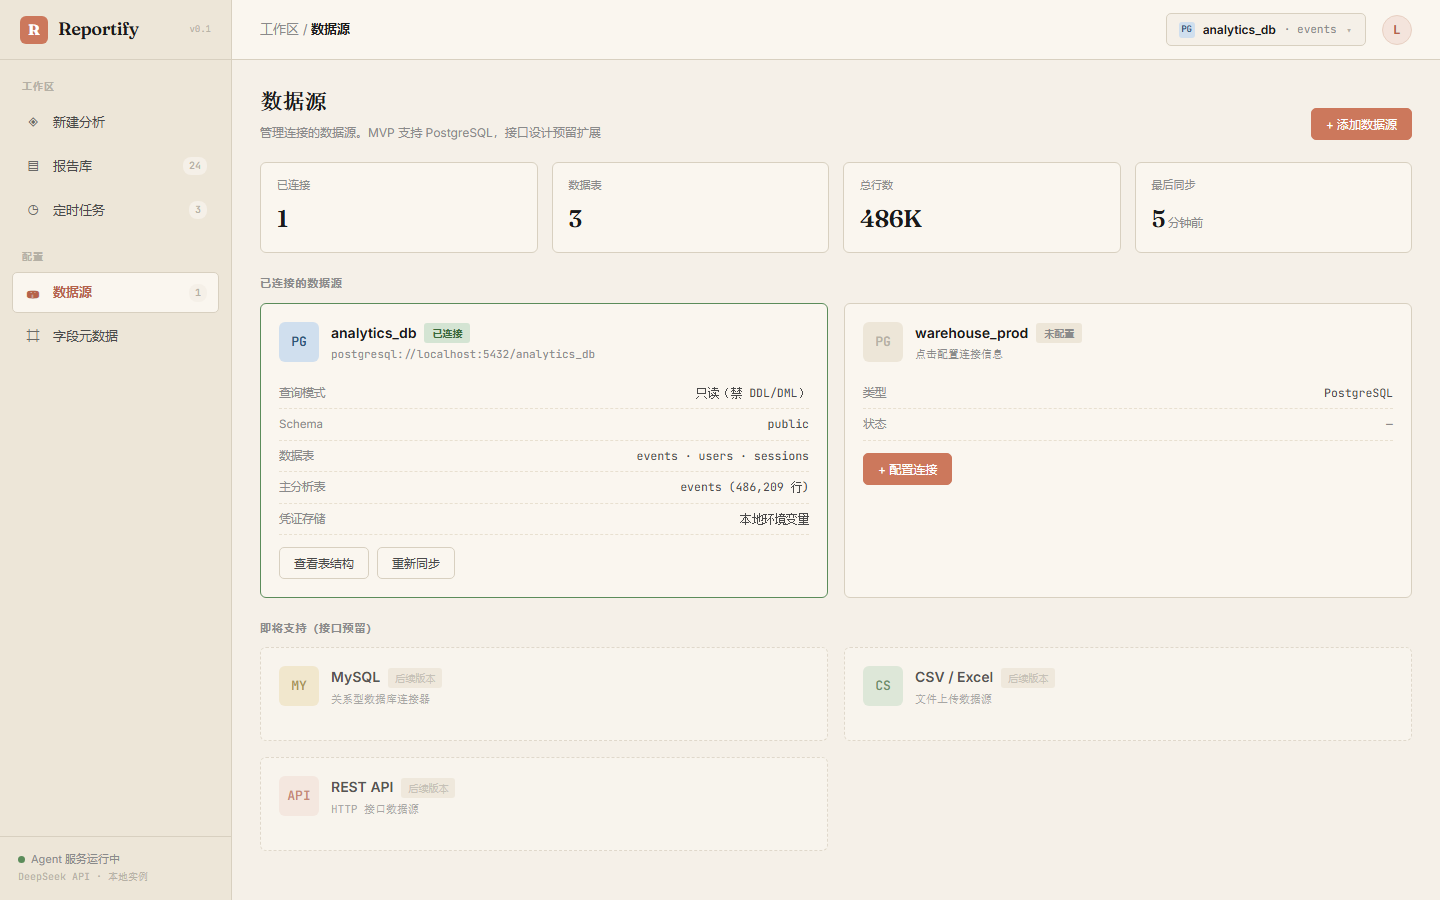 R Reportify v0.1
工作区
新建分析
报告库 24
定时任务 3
配置
数据源 1
字段元数据
Agent 服务运行中
DeepSeek API · 本地实例
工作区 / 数据源
PG analytics_db · events
L
数据源
管理连接的数据源。MVP 支持 PostgreSQL，接口设计预留扩展
+ 添加数据源
已连接
1
数据表
3
总行数
486K
最后同步
5 分钟前
已连接的数据源
PG
analytics_db 已连接
postgresql://localhost:5432/analytics_db
查询模式 只读（禁 DDL/DML）
Schema public
数据表 events · users · sessions
主分析表 events (486,209 行)
凭证存储 本地环境变量
查看表结构 重新同步
PG
warehouse_prod 未配置
点击配置连接信息
类型 PostgreSQL
状态 —
+ 配置连接
即将支持（接口预留）
MY
MySQL 后续版本
关系型数据库连接器
CS
CSV / Excel 后续版本
文件上传数据源
API
REST API 后续版本
HTTP 接口数据源